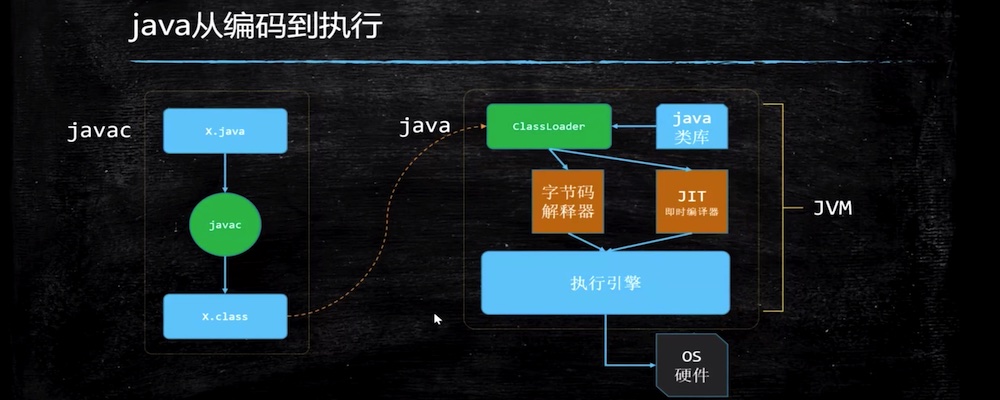 java从编码到执行
javac
X.java
javac
X.class
java
ClassLoader
java
类库
字节码
解释器
JIT
即时编译器
执行引擎
JVM
OS
硬件